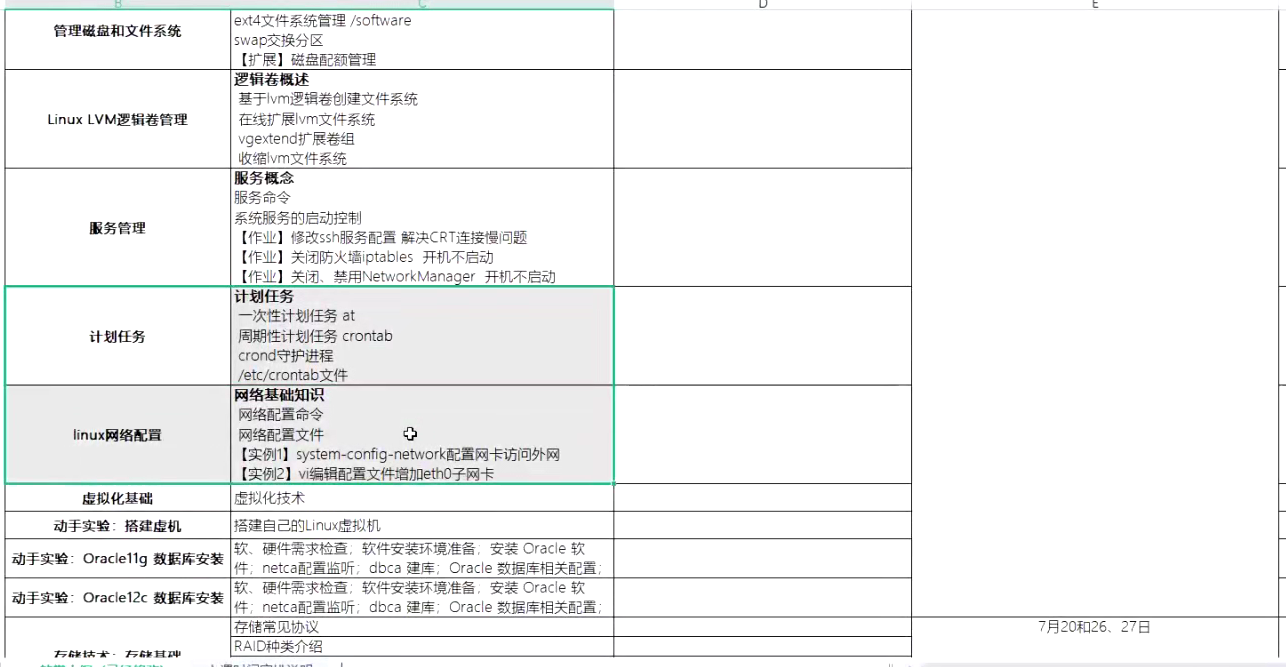 B C D E
管理磁盘和文件系统
ext4文件系统管理 /software
swap交换分区
【扩展】磁盘配额管理
Linux LVM逻辑卷管理
逻辑卷概述
基于lvm逻辑卷创建文件系统
在线扩展lvm文件系统
vgextend扩展卷组
收缩lvm文件系统
服务管理
服务概念
服务命令
系统服务的启动控制
【作业】修改ssh服务配置 解决CRT连接慢问题
【作业】关闭防火墙iptables 开机不启动
【作业】关闭、禁用NetworkManager 开机不启动
计划任务
计划任务
一次性计划任务 at
周期性计划任务 crontab
crond守护进程
/etc/crontab文件
linux网络配置
网络基础知识
网络配置命令
网络配置文件
【实例1】system-config-network配置网卡访问外网
【实例2】vi编辑配置文件增加eth0子网卡
虚拟化基础
虚拟化技术
动手实验：搭建虚机
搭建自己的Linux虚拟机
动手实验：Oracle11g 数据库安装
软、硬件需求检查；软件安装环境准备；安装 Oracle 软
件；netca配置监听；dbca 建库；Oracle 数据库相关配置；
动手实验：Oracle12c 数据库安装
软、硬件需求检查；软件安装环境准备；安装 Oracle 软
件；netca配置监听；dbca 建库；Oracle 数据库相关配置；
存储技术：存储基础
存储常见协议
RAID种类介绍
7月20和26、27日